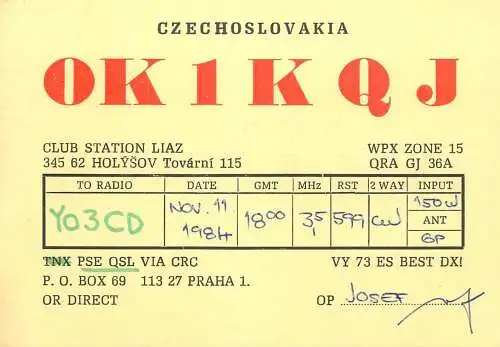 CZECHOSLOVAKIA
OK1KQJ
CLUB STATION LIAZ WPX ZONE 15
345 62 HOLÝŠOV Tovární 115 QRA GJ 36A
TO RADIO DATE GMT MHz RST 2 WAY INPUT
YO3CD NOV. 11 1984 18⁰⁰ 3,5 599 CW 150W
ANT
GP
TNX PSE QSL VIA CRC VY 73 ES BEST DX!
P. O. BOX 69 113 27 PRAHA 1.
OR DIRECT OP JOSEF